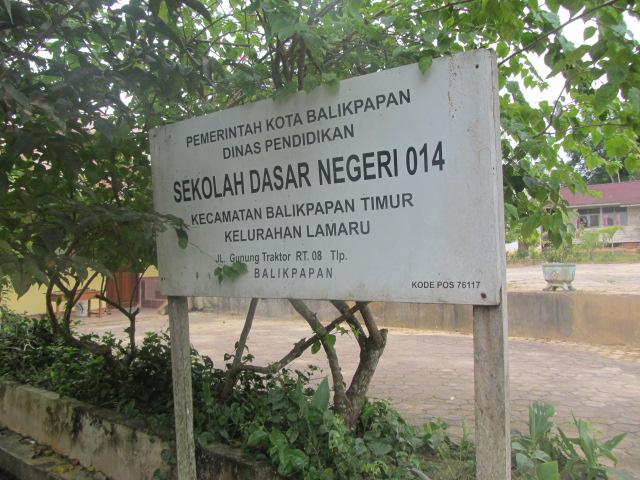 PEMERINTAH KOTA BALIKPAPAN
DINAS PENDIDIKAN
SEKOLAH DASAR NEGERI 014
KECAMATAN BALIKPAPAN TIMUR
KELURAHAN LAMARU
JL. Gunung Traktor RT. 08 Tlp.
BALIKPAPAN
KODE POS 76117